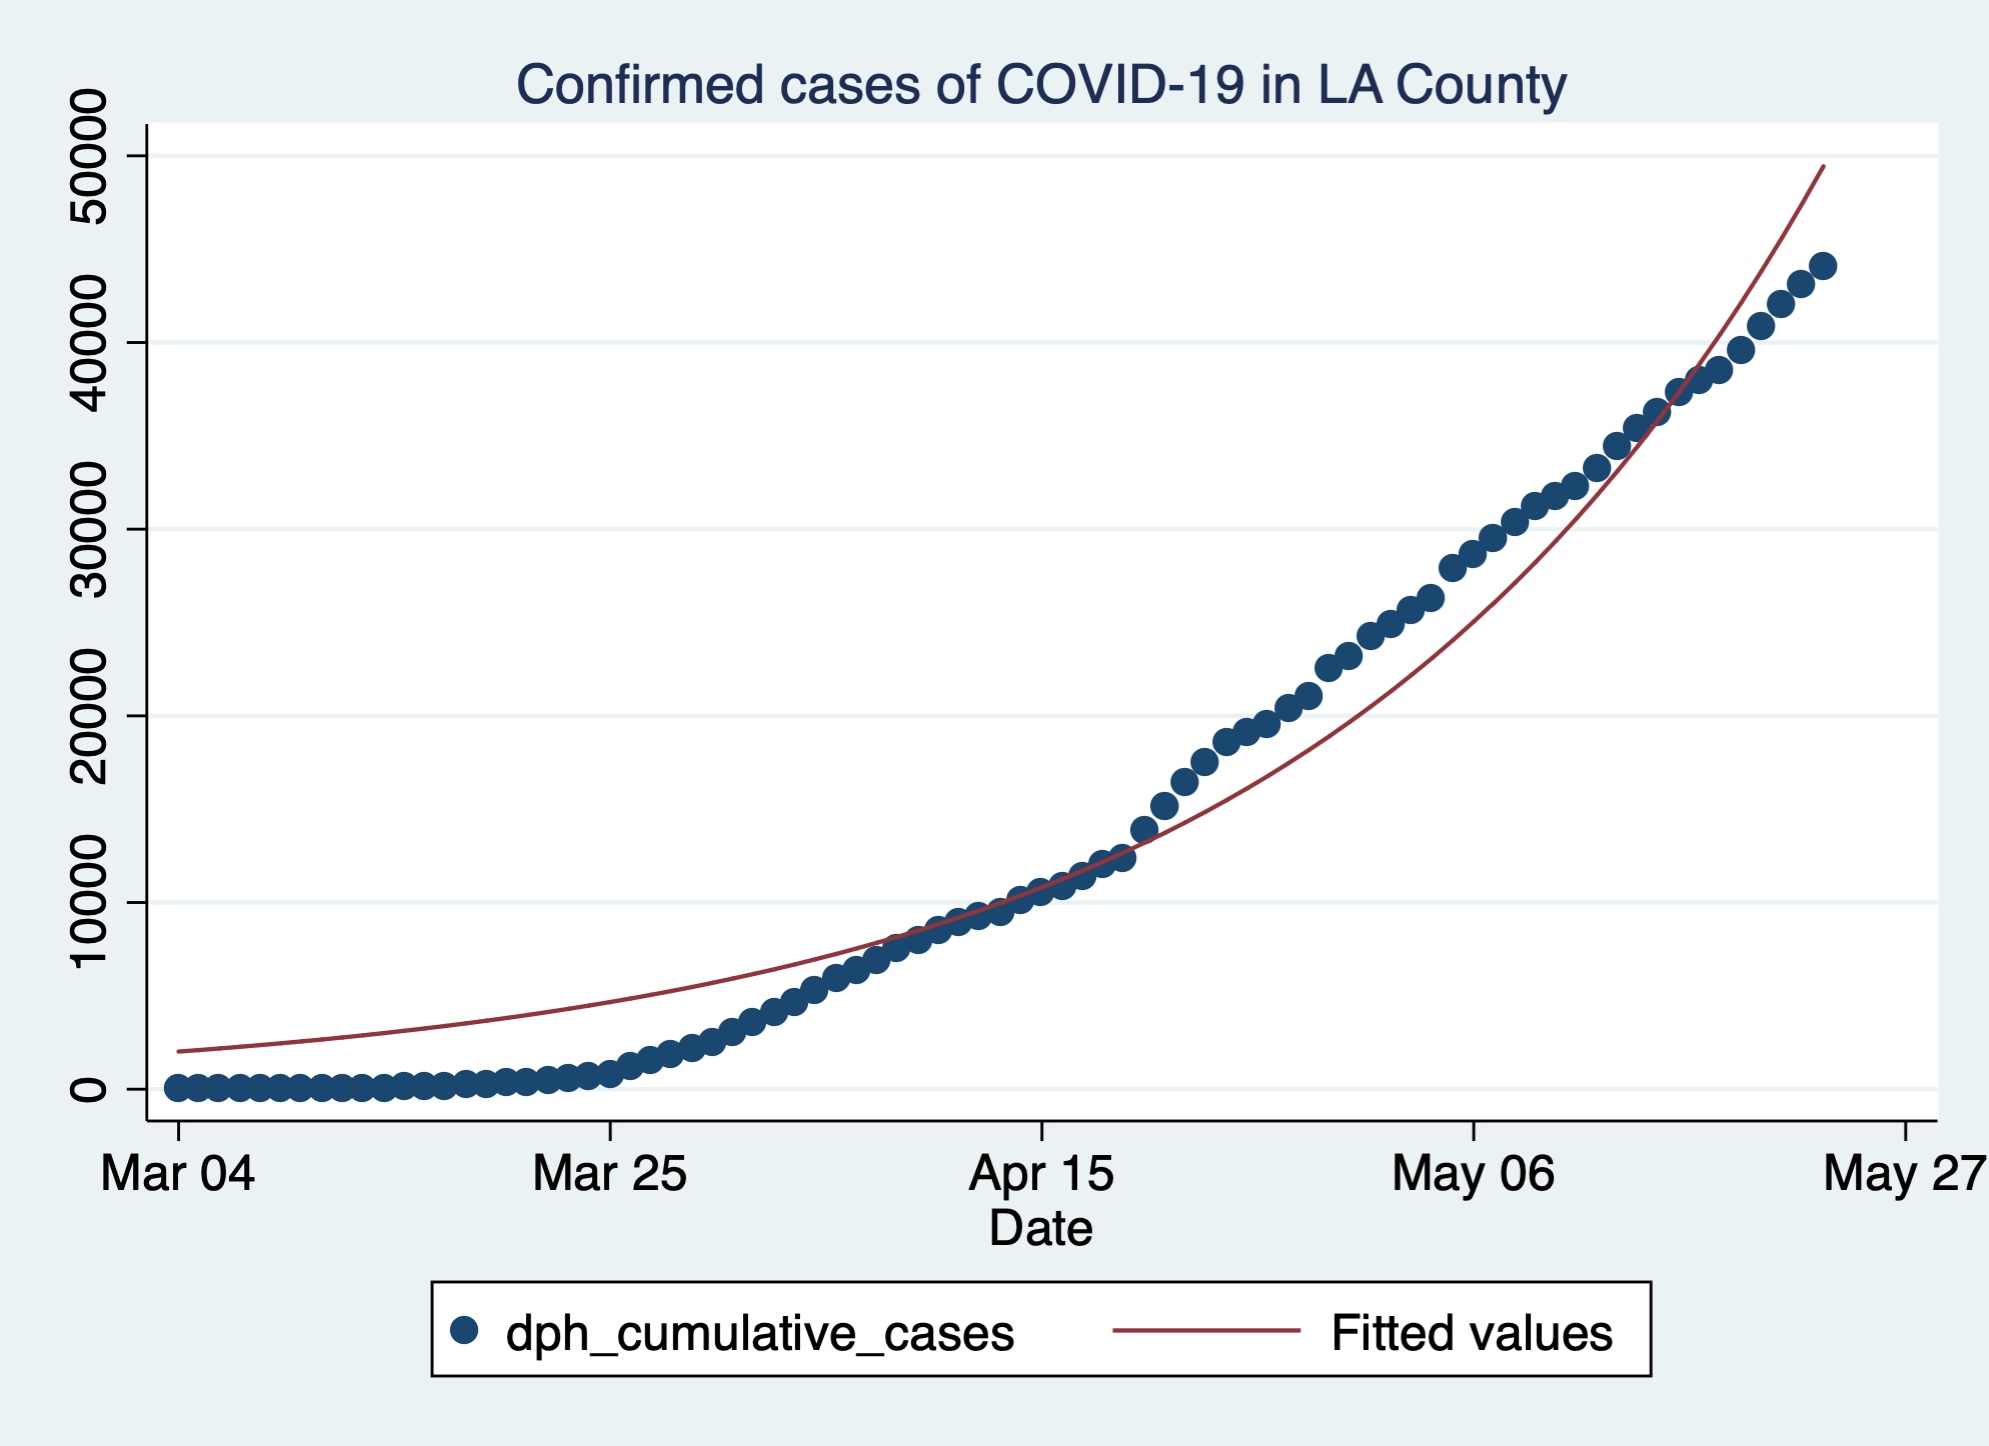 Confirmed cases of COVID-19 in LA County
50000
40000
30000
20000
10000
0
Mar 04 Mar 25 Apr 15 May 06 May 27
Date
dph_cumulative_cases Fitted values